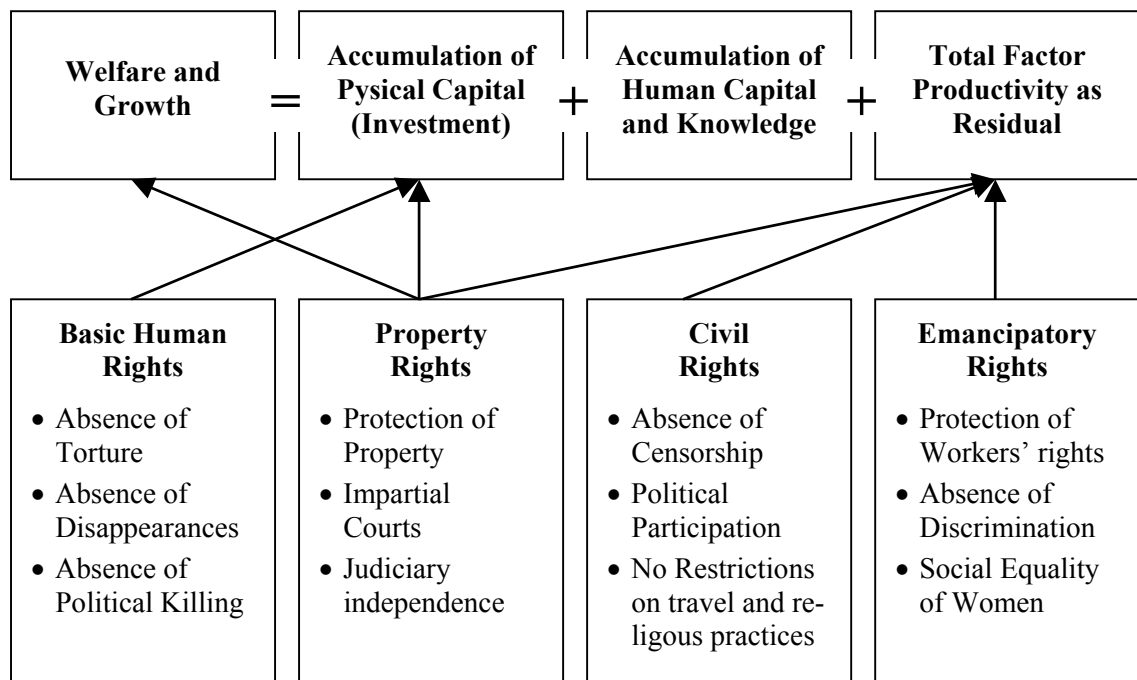 Welfare and
Growth
=
Accumulation of
Pysical Capital
(Investment)
+
Accumulation of
Human Capital
and Knowledge
+
Total Factor
Productivity as
Residual
Basic Human
Rights
• Absence of
Torture
• Absence of
Disappearances
• Absence of
Political Killing
Property
Rights
• Protection of
Property
• Impartial
Courts
• Judiciary
independence
Civil
Rights
• Absence of
Censorship
• Political
Participation
• No Restrictions
on travel and re-
ligous practices
Emancipatory
Rights
• Protection of
Workers’ rights
• Absence of
Discrimination
• Social Equality
of Women